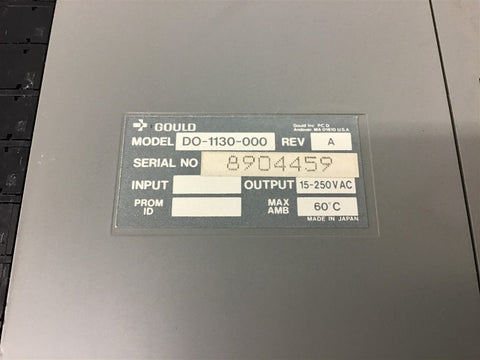 GOULD
Gould Inc. PC D
Andover, MA 01810 U.S.A.
MODEL DO-1130-000 REV A
SERIAL NO 8904459
INPUT OUTPUT 15-250VAC
PROM ID MAX AMB 60°C
MADE IN JAPAN